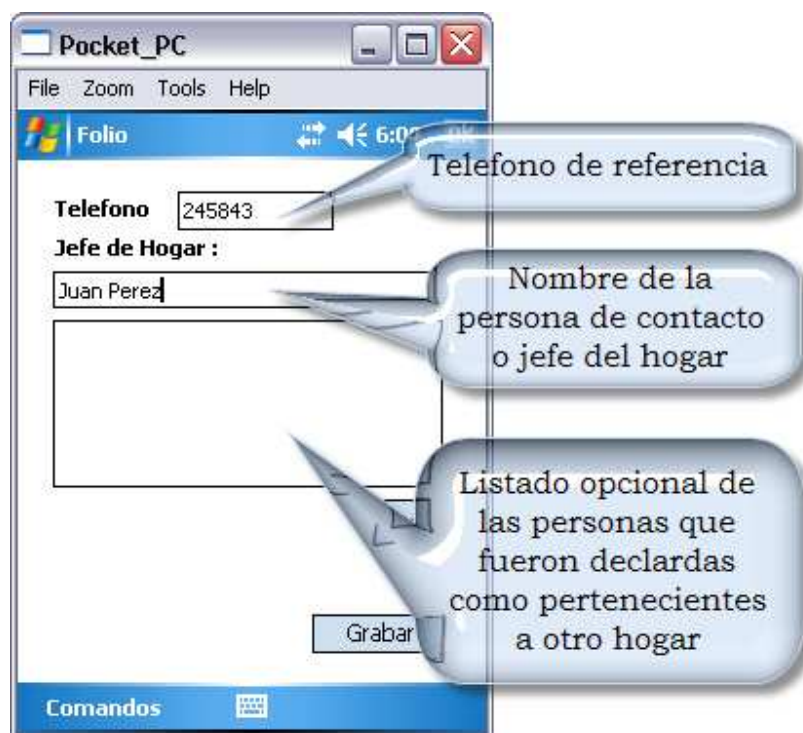 Pocket_PC
File Zoom Tools Help
Folio
Telefono de referencia
Telefono 245843
Jefe de Hogar :
Juan Perez
Nombre de la
persona de contacto
o jefe del hogar
Listado opcional de
las personas que
fueron declardas
como pertenecientes
a otro hogar
Grabar
Comandos